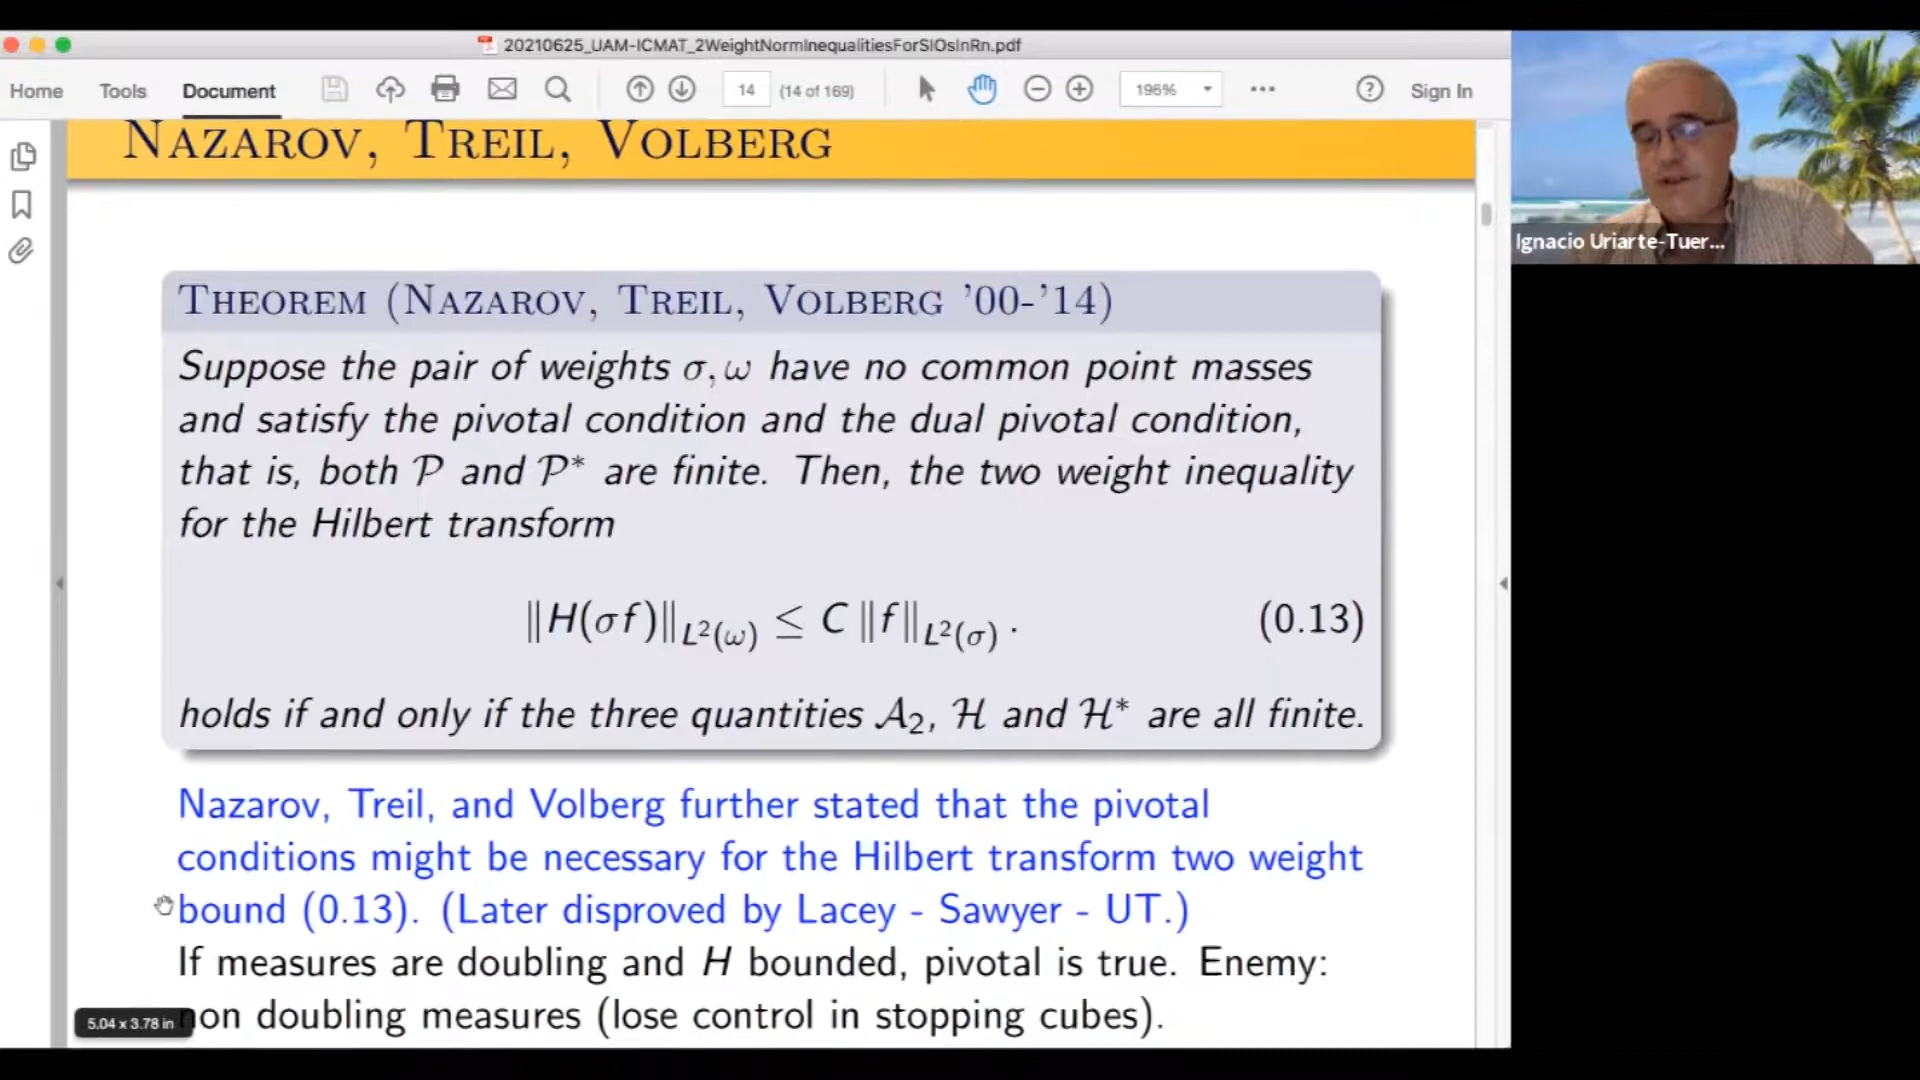 20210625_UAM-ICMAT_2WeightNormInequalitiesForSIOsInRn.pdf
Home Tools Document 14 (14 of 169) 196% Sign In
NAZAROV, TREIL, VOLBERG
Ignacio Uriarte-Tuer...
THEOREM (NAZAROV, TREIL, VOLBERG '00-'14)
Suppose the pair of weights σ, ω have no common point masses
and satisfy the pivotal condition and the dual pivotal condition,
that is, both 𝒫 and 𝒫* are finite. Then, the two weight inequality
for the Hilbert transform
‖H(σf)‖_{L²(ω)} ≤ C ‖f‖_{L²(σ)} . (0.13)
holds if and only if the three quantities 𝒜₂, ℋ and ℋ* are all finite.
Nazarov, Treil, and Volberg further stated that the pivotal
conditions might be necessary for the Hilbert transform two weight
bound (0.13). (Later disproved by Lacey - Sawyer - UT.)
If measures are doubling and H bounded, pivotal is true. Enemy:
non doubling measures (lose control in stopping cubes).
5.04 x 3.78 in